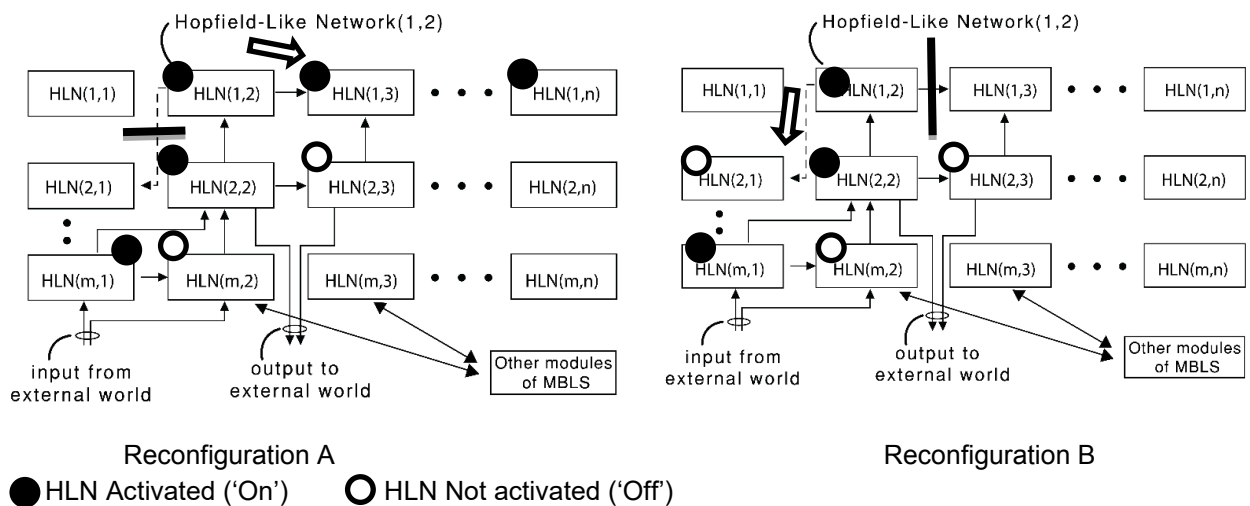 Hopfield-Like Network(1,2)
HLN(1,1)
HLN(1,2)
HLN(1,3)
HLN(1,n)
HLN(2,1)
HLN(2,2)
HLN(2,3)
HLN(2,n)
HLN(m,1)
HLN(m,2)
HLN(m,3)
HLN(m,n)
input from
external world
output to
external world
Other modules
of MBLS
Reconfiguration A
Hopfield-Like Network(1,2)
HLN(1,1)
HLN(1,2)
HLN(1,3)
HLN(1,n)
HLN(2,1)
HLN(2,2)
HLN(2,3)
HLN(2,n)
HLN(m,1)
HLN(m,2)
HLN(m,3)
HLN(m,n)
input from
external world
output to
external world
Other modules
of MBLS
Reconfiguration B
HLN Activated ('On')
HLN Not activated ('Off')